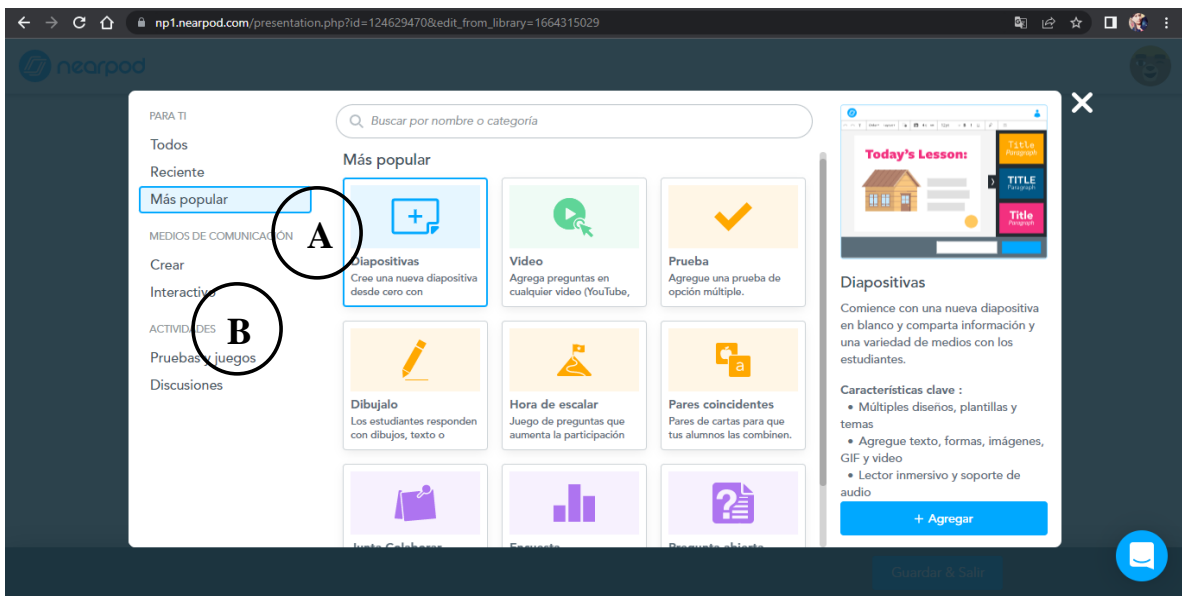 np1.nearpod.com/presentation.php?id=124629470&edit_from_library=1664315029
nearpod
PARA TI
Todos
Reciente
Más popular
MEDIOS DE COMUNICACIÓN
Crear
Interactivo
ACTIVIDADES
Pruebas y juegos
Discusiones
A
B
Buscar por nombre o categoría
Más popular
Diapositivas
Cree una nueva diapositiva
desde cero con
Video
Agrega preguntas en
cualquier video (YouTube,
Prueba
Agregue una prueba de
opción múltiple.
Dibujalo
Los estudiantes responden
con dibujos, texto o
Hora de escalar
Juego de preguntas que
aumenta la participación
Pares coincidentes
Pares de cartas para que
tus alumnos las combinen.
a
Junta Colaborar
Encuesta
Pregunta abierta
Today's Lesson:
Title
Paragraph
TITLE
Paragraph
Title
Paragraph
Diapositivas
Comience con una nueva diapositiva
en blanco y comparta información y
una variedad de medios con los
estudiantes.
Características clave :
• Múltiples diseños, plantillas y
temas
• Agregue texto, formas, imágenes,
GIF y video
• Lector inmersivo y soporte de
audio
+ Agregar
Guardar & Salir